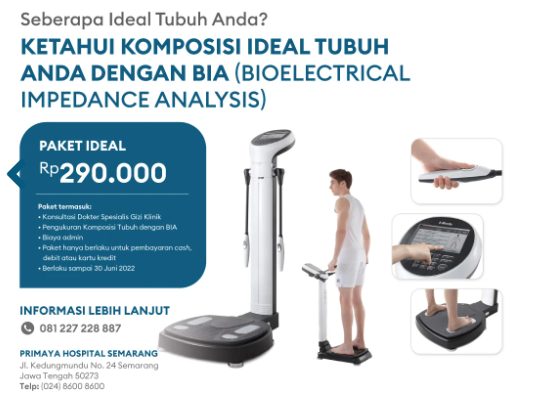 Seberapa Ideal Tubuh Anda?
KETAHUI KOMPOSISI IDEAL TUBUH
ANDA DENGAN BIA (BIOELECTRICAL
IMPEDANCE ANALYSIS)
PAKET IDEAL
Rp290.000
Paket termasuk:
• Konsultasi Dokter Spesialis Gizi Klinik
• Pengukuran Komposisi Tubuh dengan BIA
• Biaya admin
• Paket hanya berlaku untuk pembayaran cash,
debit atau kartu kredit
• Berlaku sampai 30 Juni 2022
INFORMASI LEBIH LANJUT
081 227 228 887
PRIMAYA HOSPITAL SEMARANG
Jl. Kedungmundu No. 24 Semarang
Jawa Tengah 50273
Telp: (024) 8600 8600